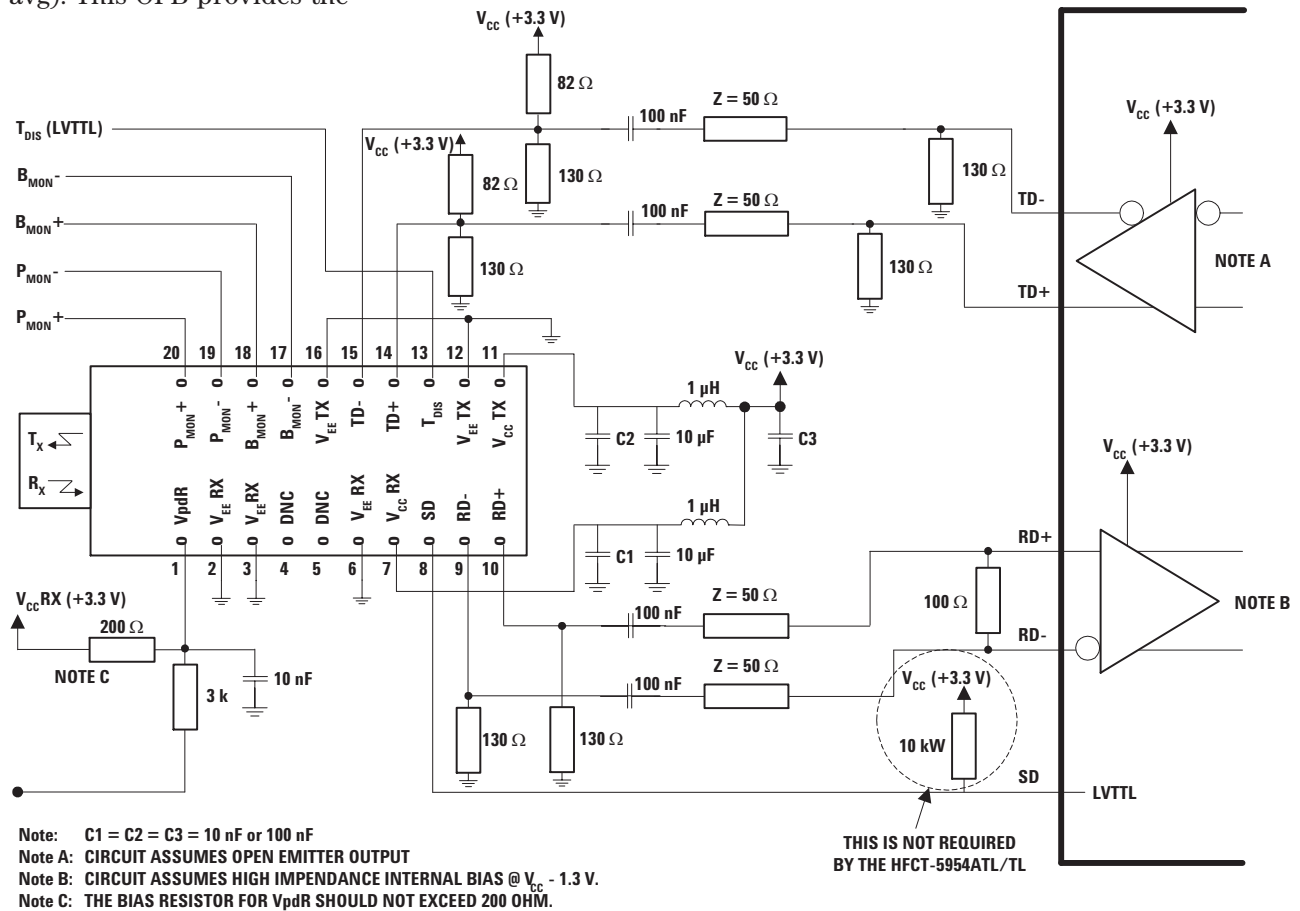 avg). This OFB provides the
V_CC (+3.3 V)
82 Ω
100 nF
Z = 50 Ω
V_CC (+3.3 V)
T_DIS (LVTTL)
V_CC (+3.3 V)
130 Ω
130 Ω
82 Ω
B_MON-
TD-
100 nF
Z = 50 Ω
B_MON+
NOTE A
P_MON-
130 Ω
130 Ω
TD+
P_MON+
20 19 18 17 16 15 14 13 12 11
V_CC (+3.3 V)
1 µH
P_MON+
P_MON-
B_MON+
B_MON-
V_EE TX
TD-
TD+
T_DIS
V_EE TX
V_CC TX
C2
10 µF
C3
T_X
R_X
V_CC (+3.3 V)
VpdR
V_EE RX
V_EE RX
DNC
DNC
V_EE RX
V_CC RX
SD
RD-
RD+
1 µH
C1
10 µF
RD+
1 2 3 4 5 6 7 8 9 10
V_CC RX (+3.3 V)
200 Ω
NOTE C
100 nF
Z = 50 Ω
100 Ω
NOTE B
RD-
3 k
10 nF
100 nF
Z = 50 Ω
V_CC (+3.3 V)
130 Ω
130 Ω
10 kW
SD
LVTTL
THIS IS NOT REQUIRED
BY THE HFCT-5954ATL/TL
Note: C1 = C2 = C3 = 10 nF or 100 nF
Note A: CIRCUIT ASSUMES OPEN EMITTER OUTPUT
Note B: CIRCUIT ASSUMES HIGH IMPENDANCE INTERNAL BIAS @ V_CC - 1.3 V.
Note C: THE BIAS RESISTOR FOR VpdR SHOULD NOT EXCEED 200 OHM.